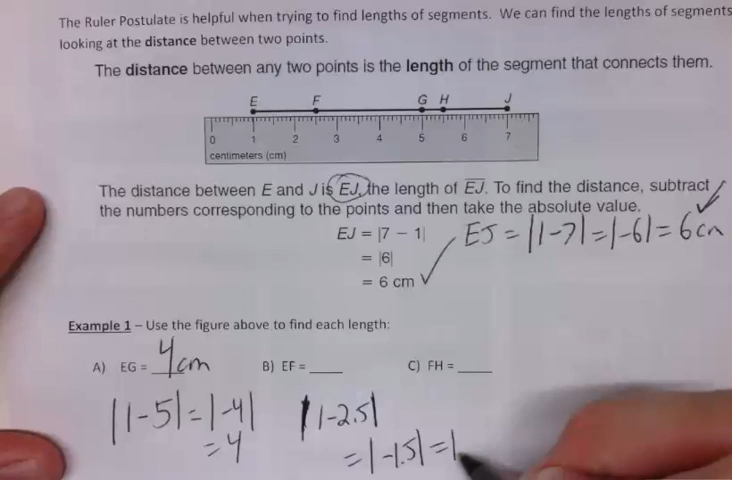 The Ruler Postulate is helpful when trying to find lengths of segments. We can find the lengths of segments
looking at the distance between two points.
The distance between any two points is the length of the segment that connects them.
E F G H J
0 1 2 3 4 5 6 7
centimeters (cm)
The distance between E and J is EJ, the length of EJ. To find the distance, subtract
the numbers corresponding to the points and then take the absolute value.
EJ = |7 − 1| EJ = |1-7| = |-6| = 6cm
= |6|
= 6 cm
Example 1 – Use the figure above to find each length:
A) EG = 4cm B) EF = ____ C) FH = ____
|1-5| = |-4| |1-2.5|
= 4 = |-1.5| = 1